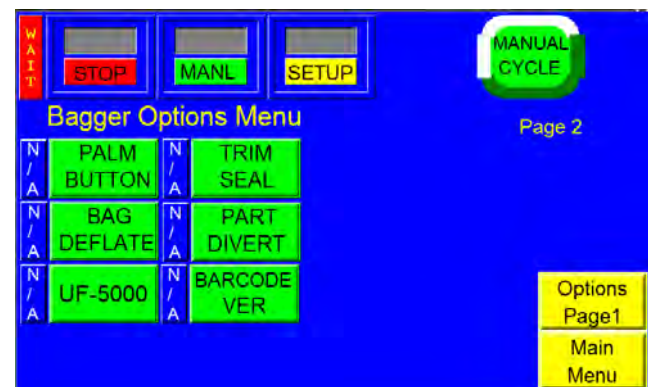 WAIT
STOP
MANL
SETUP
MANUAL
CYCLE
Bagger Options Menu
Page 2
N/A
PALM
BUTTON
N/A
TRIM
SEAL
N/A
BAG
DEFLATE
N/A
PART
DIVERT
N/A
UF-5000
N/A
BARCODE
VER
Options
Page1
Main
Menu